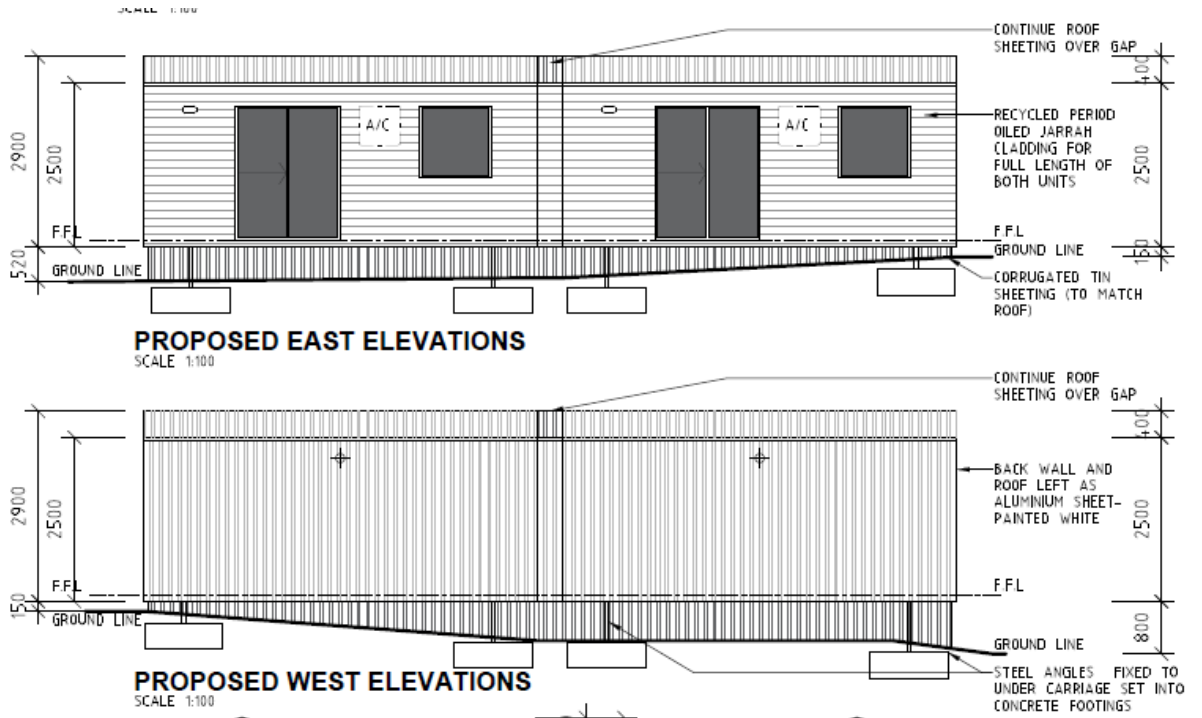 SCALE 1:100
CONTINUE ROOF
SHEETING OVER GAP
400
A/C
A/C
RECYCLED PERIOD
OILED JARRAH
CLADDING FOR
FULL LENGTH OF
BOTH UNITS
2900
2500
2500
F.F.L
F.F.L
GROUND LINE
150
520
GROUND LINE
CORRUGATED TIN
SHEETING (TO MATCH
ROOF)
PROPOSED EAST ELEVATIONS
SCALE 1:100
CONTINUE ROOF
SHEETING OVER GAP
400
BACK WALL AND
ROOF LEFT AS
ALUMINIUM SHEET-
PAINTED WHITE
2900
2500
2500
F.F.L
F.F.L
150
GROUND LINE
800
GROUND LINE
STEEL ANGLES FIXED TO
UNDER CARRIAGE SET INTO
CONCRETE FOOTINGS
PROPOSED WEST ELEVATIONS
SCALE 1:100